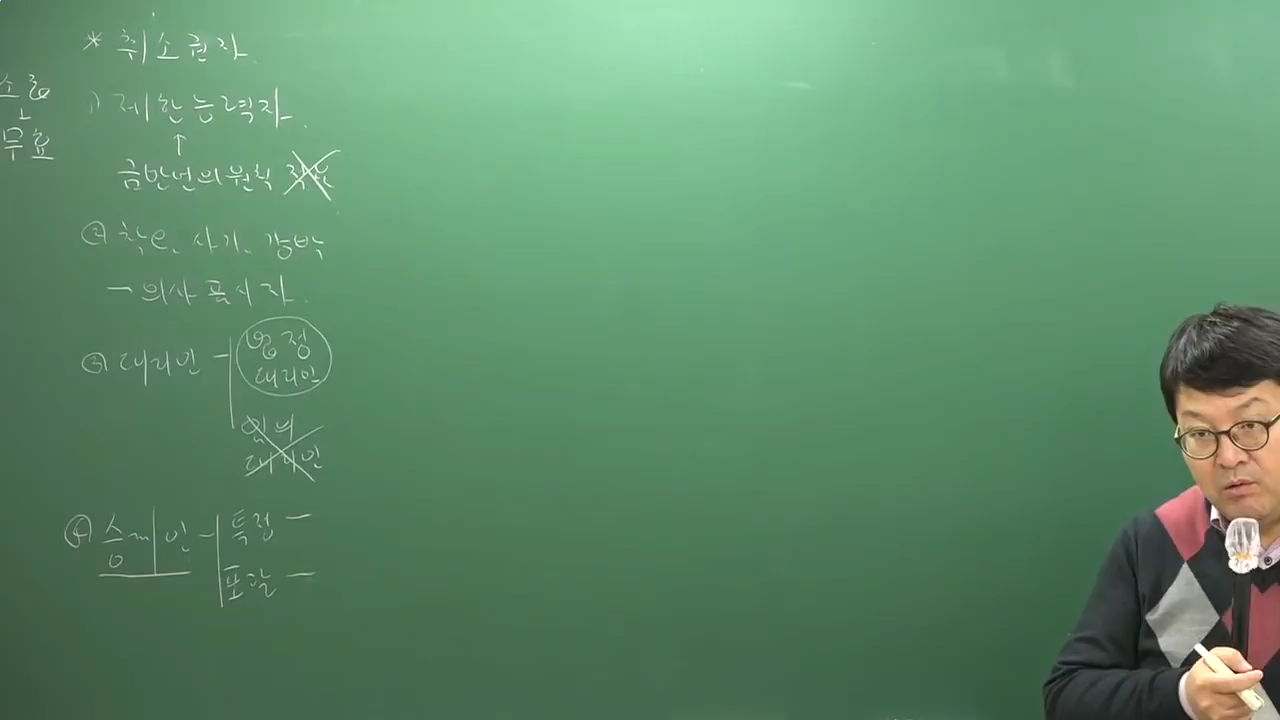 * 취소권자
소급
무효
1) 제한능력자
↑
금반언의 원칙
② 착오, 사기, 강박
ㅡ 의사표시자
③ 대리인
법정
대리인
임의
대리인
④ 승계인
특정 ㅡ
포괄 ㅡ